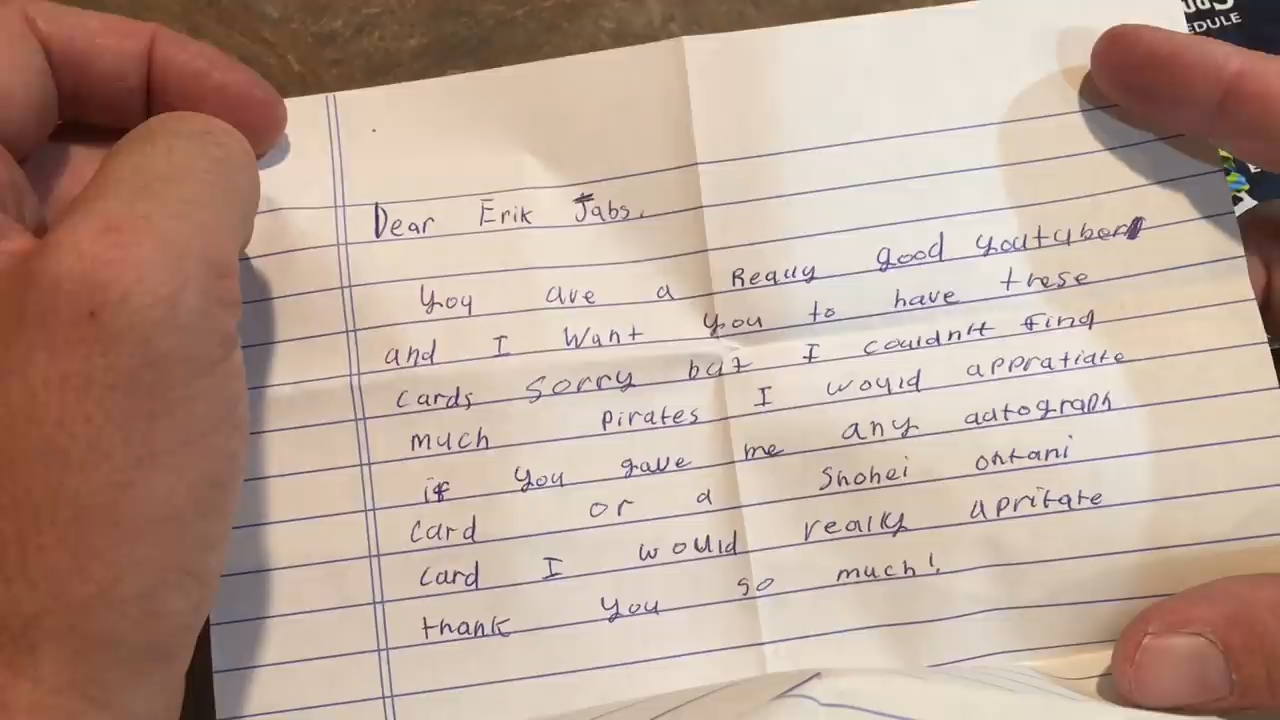 EDULE
Dear Erik Jabs,
You are a Really good Youtuber
and I want you to have these
cards Sorry but I couldn't find
much pirates I would appratiate
if you gave me any autograph
card or a Shohei ohtani
card I would really apritate
thank you so much!